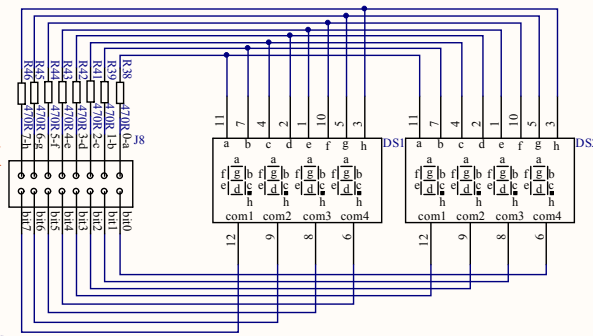 R46
R45
R44
R43
R42
R41
R39
R38
470R
470R
470R
470R
470R
470R
470R
470R
7-h
6-g
5-f
4-e
3-d
2-c
1-b
0-a
J8
bit7
bit6
bit5
bit4
bit3
bit2
bit1
bit0
11 7 4 2 1 10 5 3
a b c d e f g h
DS1
a a a a
f g b f g b f g b f g b
e d c e d c e d c e d c
h h h h
com1 com2 com3 com4
12 9 8 6
11 7 4 2 1 10 5 3
a b c d e f g h
a a a a
f g b f g b f g b f g b
e d c e d c e d c e d c
h h h h
com1 com2 com3 com4
12 9 8 6